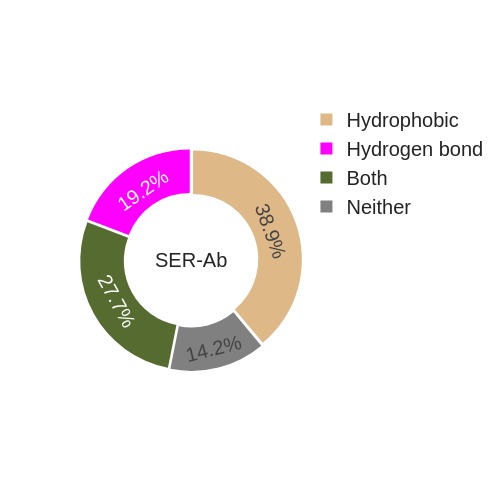 Hydrophobic
Hydrogen bond
Both
Neither
19.2%
38.9%
SER-Ab
27.7%
14.2%